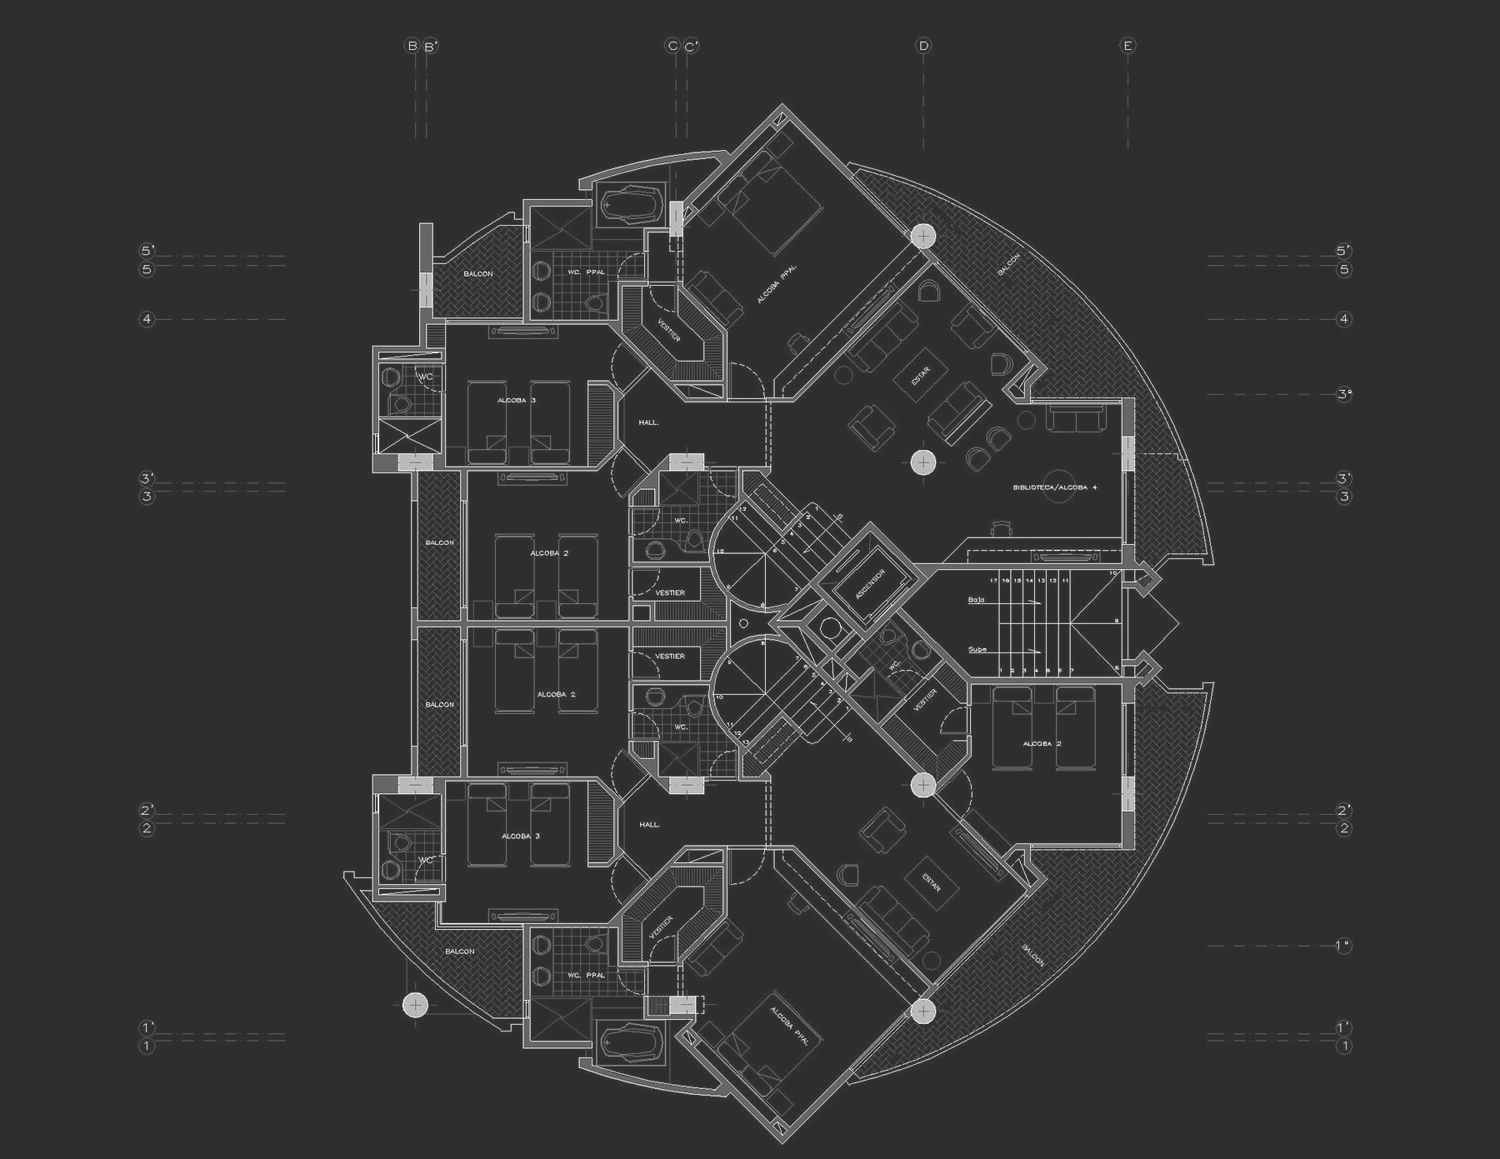 B B' C C' D E
5' 5'
5 5
4 4
3' 3°
3 3'
3
2' 2'
2 2
1°
1' 1'
1 1
BALCON
WC. PPAL
ALCOBA PPAL
BALCON
VESTIER
WC
ALCOBA 3
HALL.
ESTAR
BIBLIOTECA/ALCOBA 4
WC.
BALCON
ALCOBA 2
VESTIER
ASCENSOR
17 16 15 14 13 12 11 10
Baja
9
Sube
1 2 3 4 5 6 7 8
VESTIER
WC.
VESTIER
BALCON
ALCOBA 2
WC.
ALCOBA 2
HALL.
ALCOBA 3
WC
ESTAR
VESTIER
BALCON
BALCON
WC. PPAL
ALCOBA PPAL